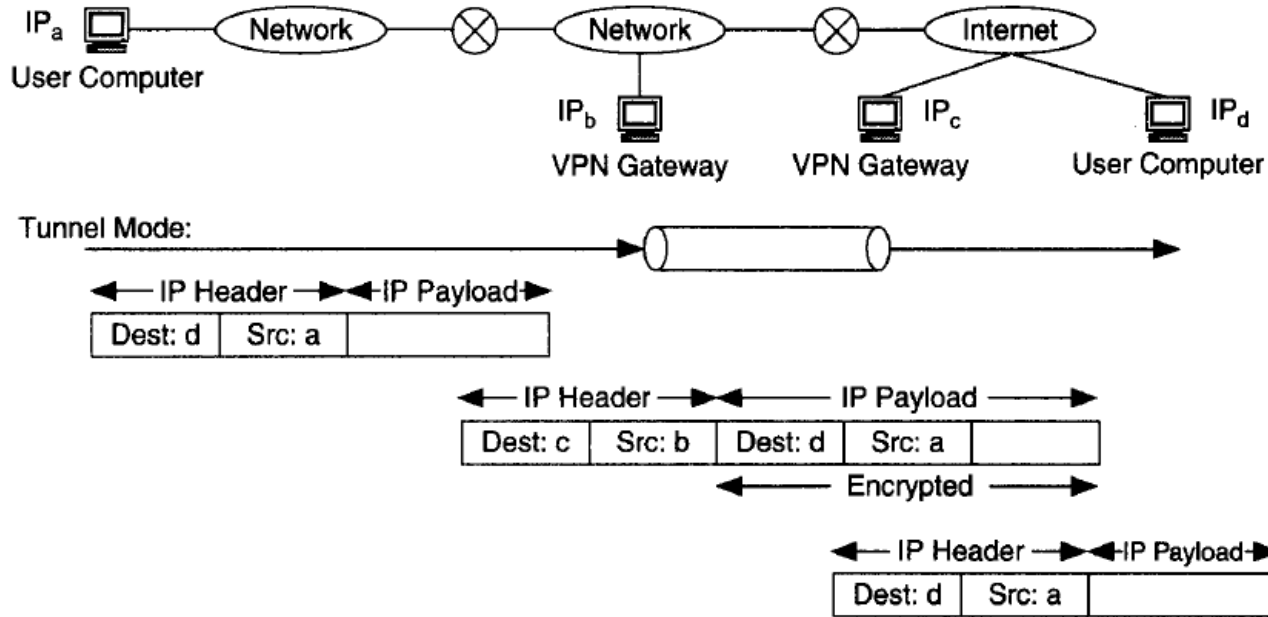 IPa Network Network Internet
User Computer
IPb IPc IPd
VPN Gateway VPN Gateway User Computer
Tunnel Mode:
IP Header IP Payload
Dest: d Src: a
IP Header IP Payload
Dest: c Src: b Dest: d Src: a
Encrypted
IP Header IP Payload
Dest: d Src: a